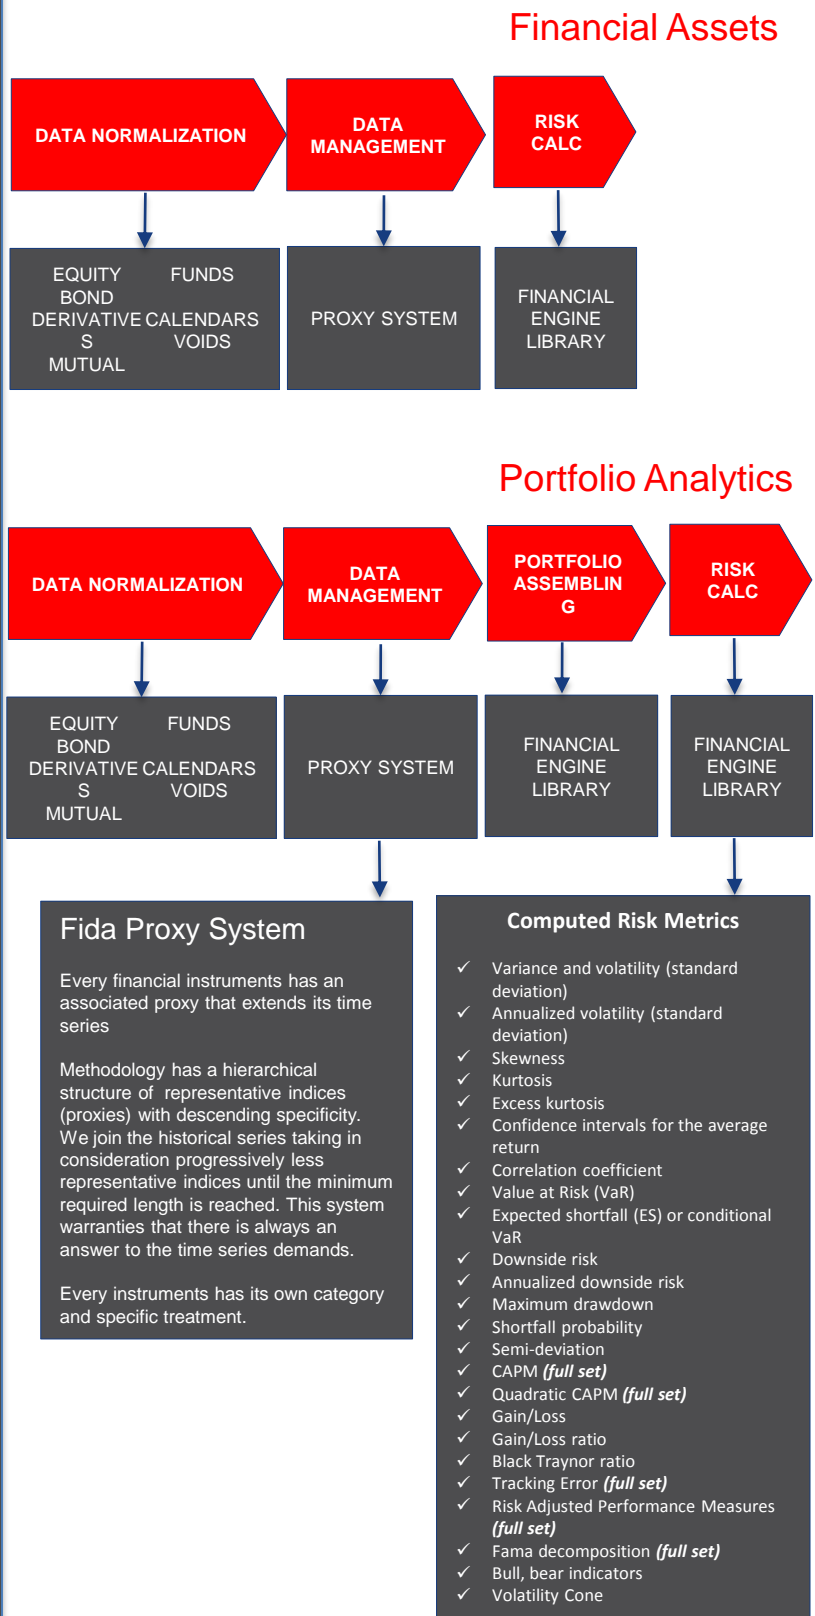 Financial Assets
DATA NORMALIZATION
DATA
MANAGEMENT
RISK
CALC
EQUITY
BOND
DERIVATIVE
S
MUTUAL
FUNDS
CALENDARS
VOIDS
PROXY SYSTEM
FINANCIAL
ENGINE
LIBRARY
Portfolio Analytics
DATA NORMALIZATION
DATA
MANAGEMENT
PORTFOLIO
ASSEMBLIN
G
RISK
CALC
EQUITY
BOND
DERIVATIVE
S
MUTUAL
FUNDS
CALENDARS
VOIDS
PROXY SYSTEM
FINANCIAL
ENGINE
LIBRARY
FINANCIAL
ENGINE
LIBRARY
Fida Proxy System
Every financial instruments has an
associated proxy that extends its time
series
Methodology has a hierarchical
structure of representative indices
(proxies) with descending specificity.
We join the historical series taking in
consideration progressively less
representative indices until the minimum
required length is reached. This system
warranties that there is always an
answer to the time series demands.
Every instruments has its own category
and specific treatment.
Computed Risk Metrics
✓ Variance and volatility (standard
deviation)
✓ Annualized volatility (standard
deviation)
✓ Skewness
✓ Kurtosis
✓ Excess kurtosis
✓ Confidence intervals for the average
return
✓ Correlation coefficient
✓ Value at Risk (VaR)
✓ Expected shortfall (ES) or conditional
VaR
✓ Downside risk
✓ Annualized downside risk
✓ Maximum drawdown
✓ Shortfall probability
✓ Semi-deviation
✓ CAPM (full set)
✓ Quadratic CAPM (full set)
✓ Gain/Loss
✓ Gain/Loss ratio
✓ Black Traynor ratio
✓ Tracking Error (full set)
✓ Risk Adjusted Performance Measures
(full set)
✓ Fama decomposition (full set)
✓ Bull, bear indicators
✓ Volatility Cone